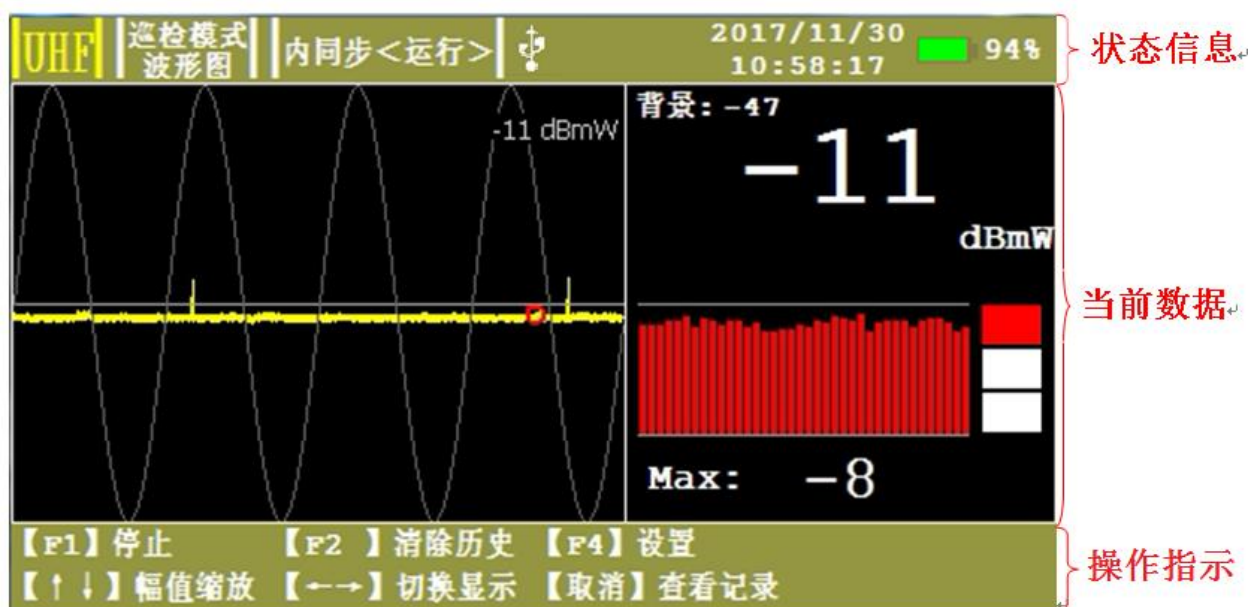 UHF
巡检模式
波形图
内同步<运行>
2017/11/30
10:58:17
94%
状态信息
-11 dBmW
背景:-47
-11
dBmW
当前数据
Max: -8
【F1】停止 【F2 】清除历史 【F4】设置
【↑↓】幅值缩放 【←→】切换显示 【取消】查看记录
操作指示